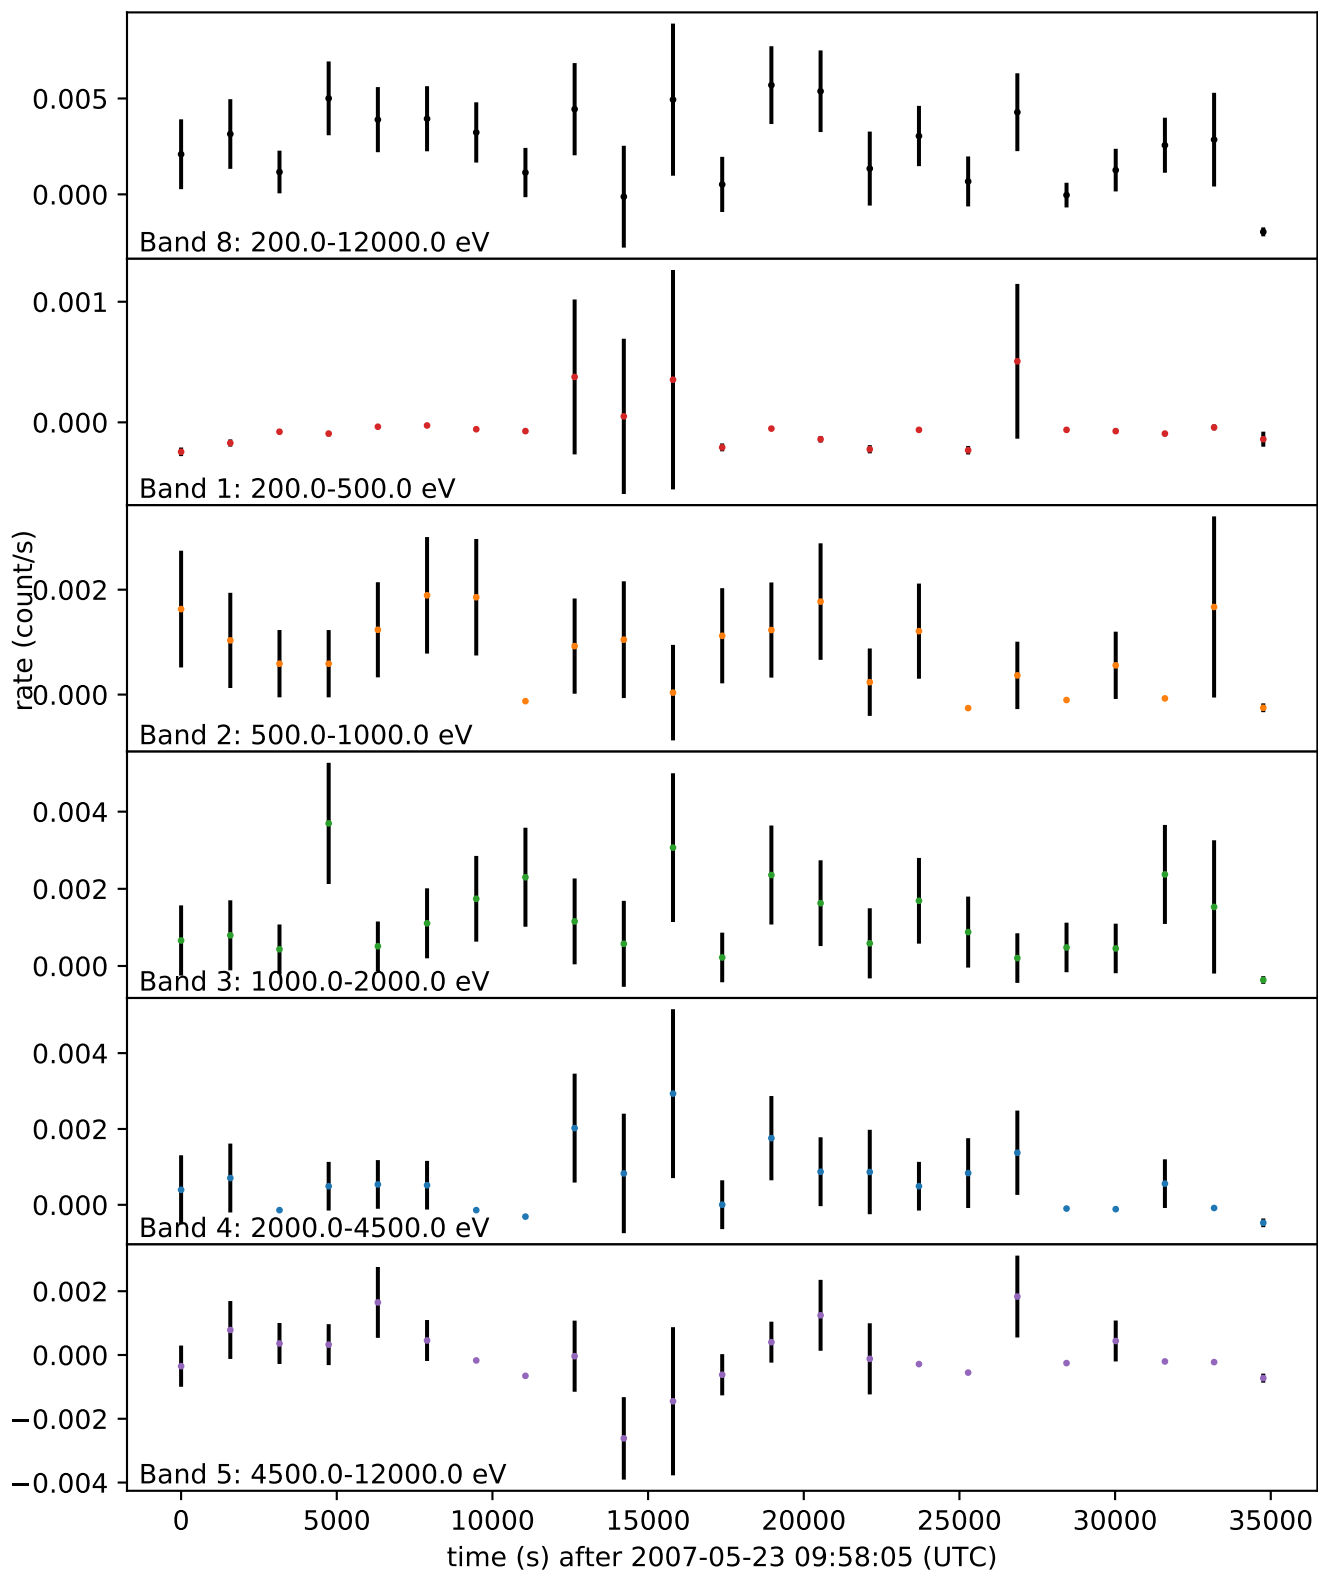 0.005
0.000
Band 8: 200.0-12000.0 eV
0.001
0.000
Band 1: 200.0-500.0 eV
rate (count/s)
0.002
0.000
Band 2: 500.0-1000.0 eV
0.004
0.002
0.000
Band 3: 1000.0-2000.0 eV
0.004
0.002
0.000
Band 4: 2000.0-4500.0 eV
0.002
0.000
−0.002
−0.004
Band 5: 4500.0-12000.0 eV
0 5000 10000 15000 20000 25000 30000 35000
time (s) after 2007-05-23 09:58:05 (UTC)